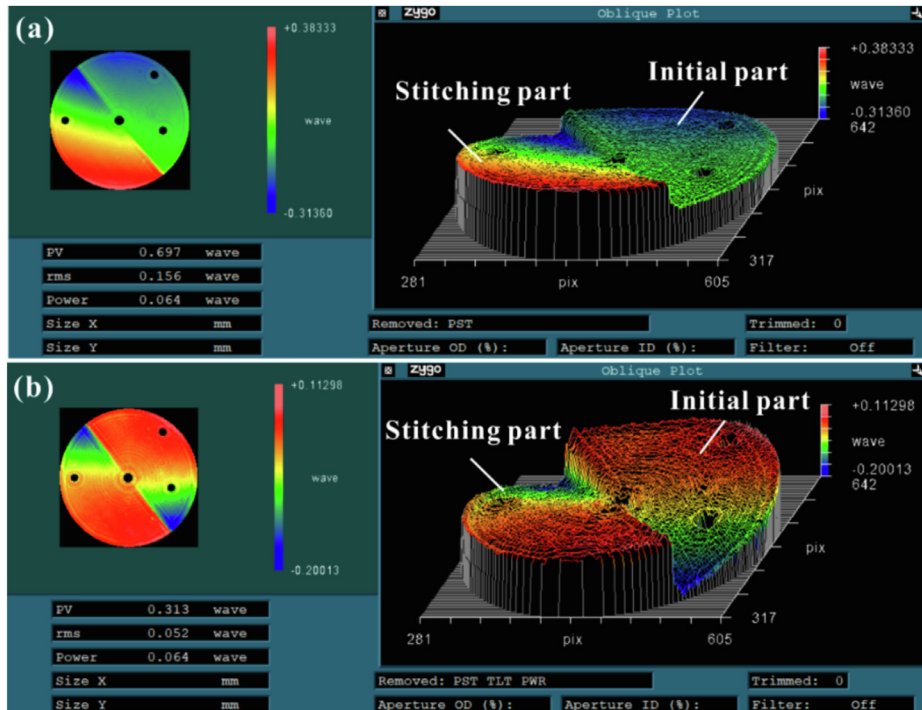 (a)
+0.38333
wave
-0.31360
PV 0.697 wave
rms 0.156 wave
Power 0.064 wave
Size X mm
Size Y mm
zygo Oblique Plot
Stitching part
Initial part
+0.38333
wave
-0.31360
642
pix
317
281 pix 605
Removed: PST
Trimmed: 0
Aperture OD (%): Aperture ID (%): Filter: Off
(b)
+0.11298
wave
-0.20013
PV 0.313 wave
rms 0.052 wave
Power 0.064 wave
Size X mm
Size Y mm
zygo Oblique Plot
Stitching part
Initial part
+0.11298
wave
-0.20013
642
pix
317
281 pix 605
Removed: PST TLT PWR
Trimmed: 0
Aperture OD (%): Aperture ID (%): Filter: Off